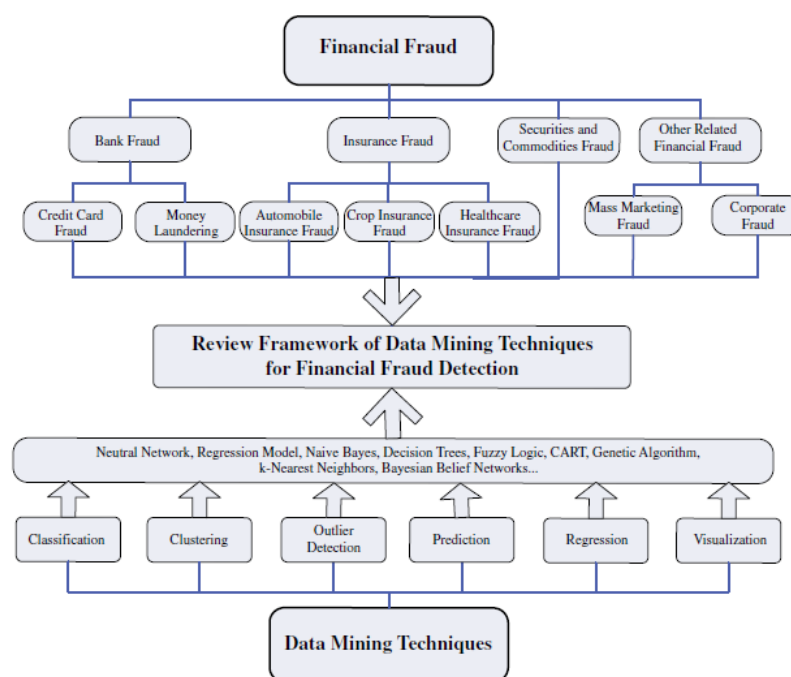 Financial Fraud
Bank Fraud
Insurance Fraud
Securities and
Commodities Fraud
Other Related
Financial Fraud
Credit Card
Fraud
Money
Laundering
Automobile
Insurance Fraud
Crop Insurance
Fraud
Healthcare
Insurance Fraud
Mass Marketing
Fraud
Corporate
Fraud
Review Framework of Data Mining Techniques
for Financial Fraud Detection
Neutral Network, Regression Model, Naive Bayes, Decision Trees, Fuzzy Logic, CART, Genetic Algorithm,
k-Nearest Neighbors, Bayesian Belief Networks...
Classification
Clustering
Outlier
Detection
Prediction
Regression
Visualization
Data Mining Techniques